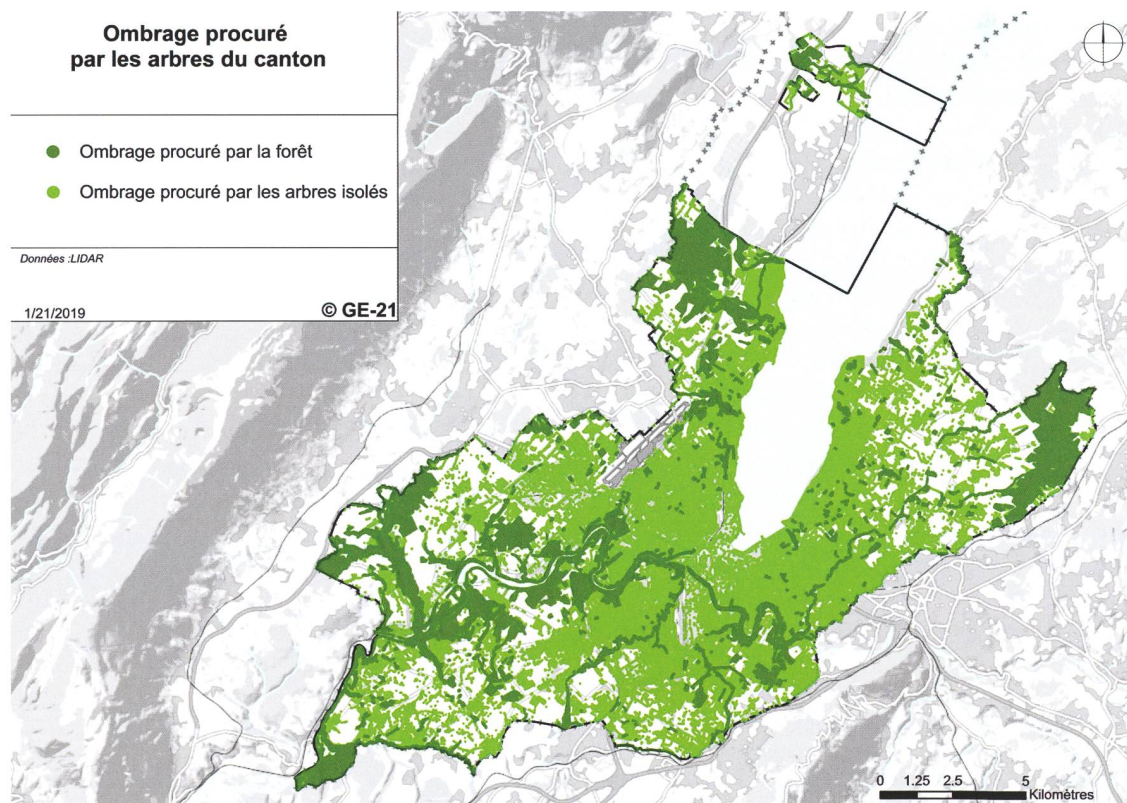 Ombrage procuré
par les arbres du canton
Ombrage procuré par la forêt
Ombrage procuré par les arbres isolés
Données :LIDAR
1/21/2019
© GE-21
0 1.25 2.5 5
Kilomètres